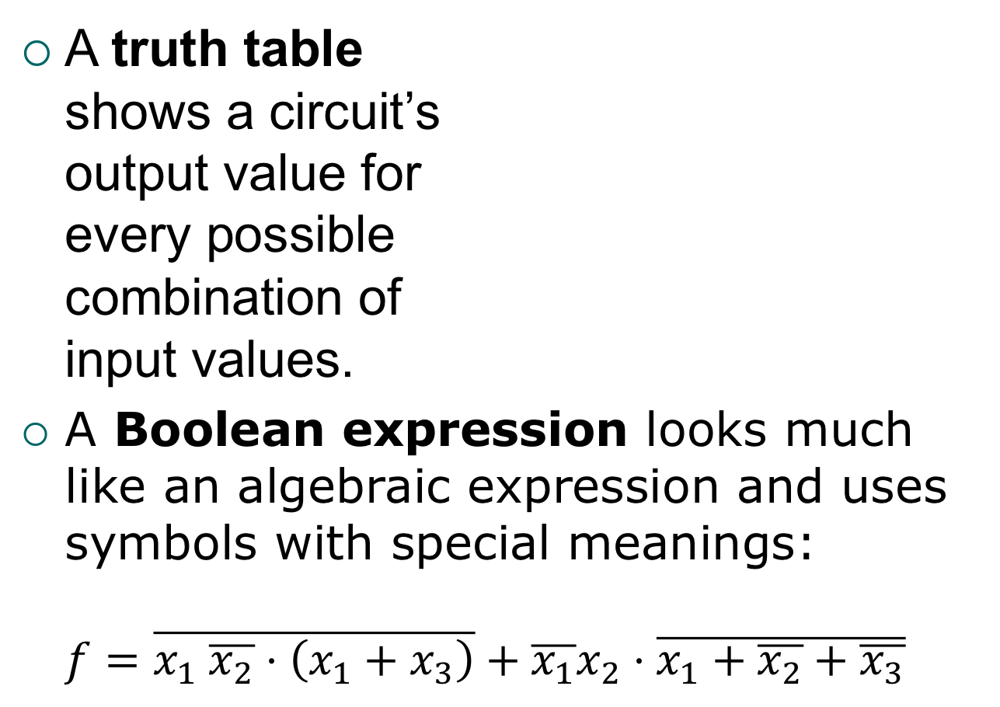 ○ A truth table
shows a circuit’s
output value for
every possible
combination of
input values.
○ A Boolean expression looks much
like an algebraic expression and uses
symbols with special meanings:
$f = \overline{x_1 \, \overline{x_2} \cdot (x_1 + x_3)} + \overline{x_1} x_2 \cdot \overline{x_1 + \overline{x_2} + \overline{x_3}}$